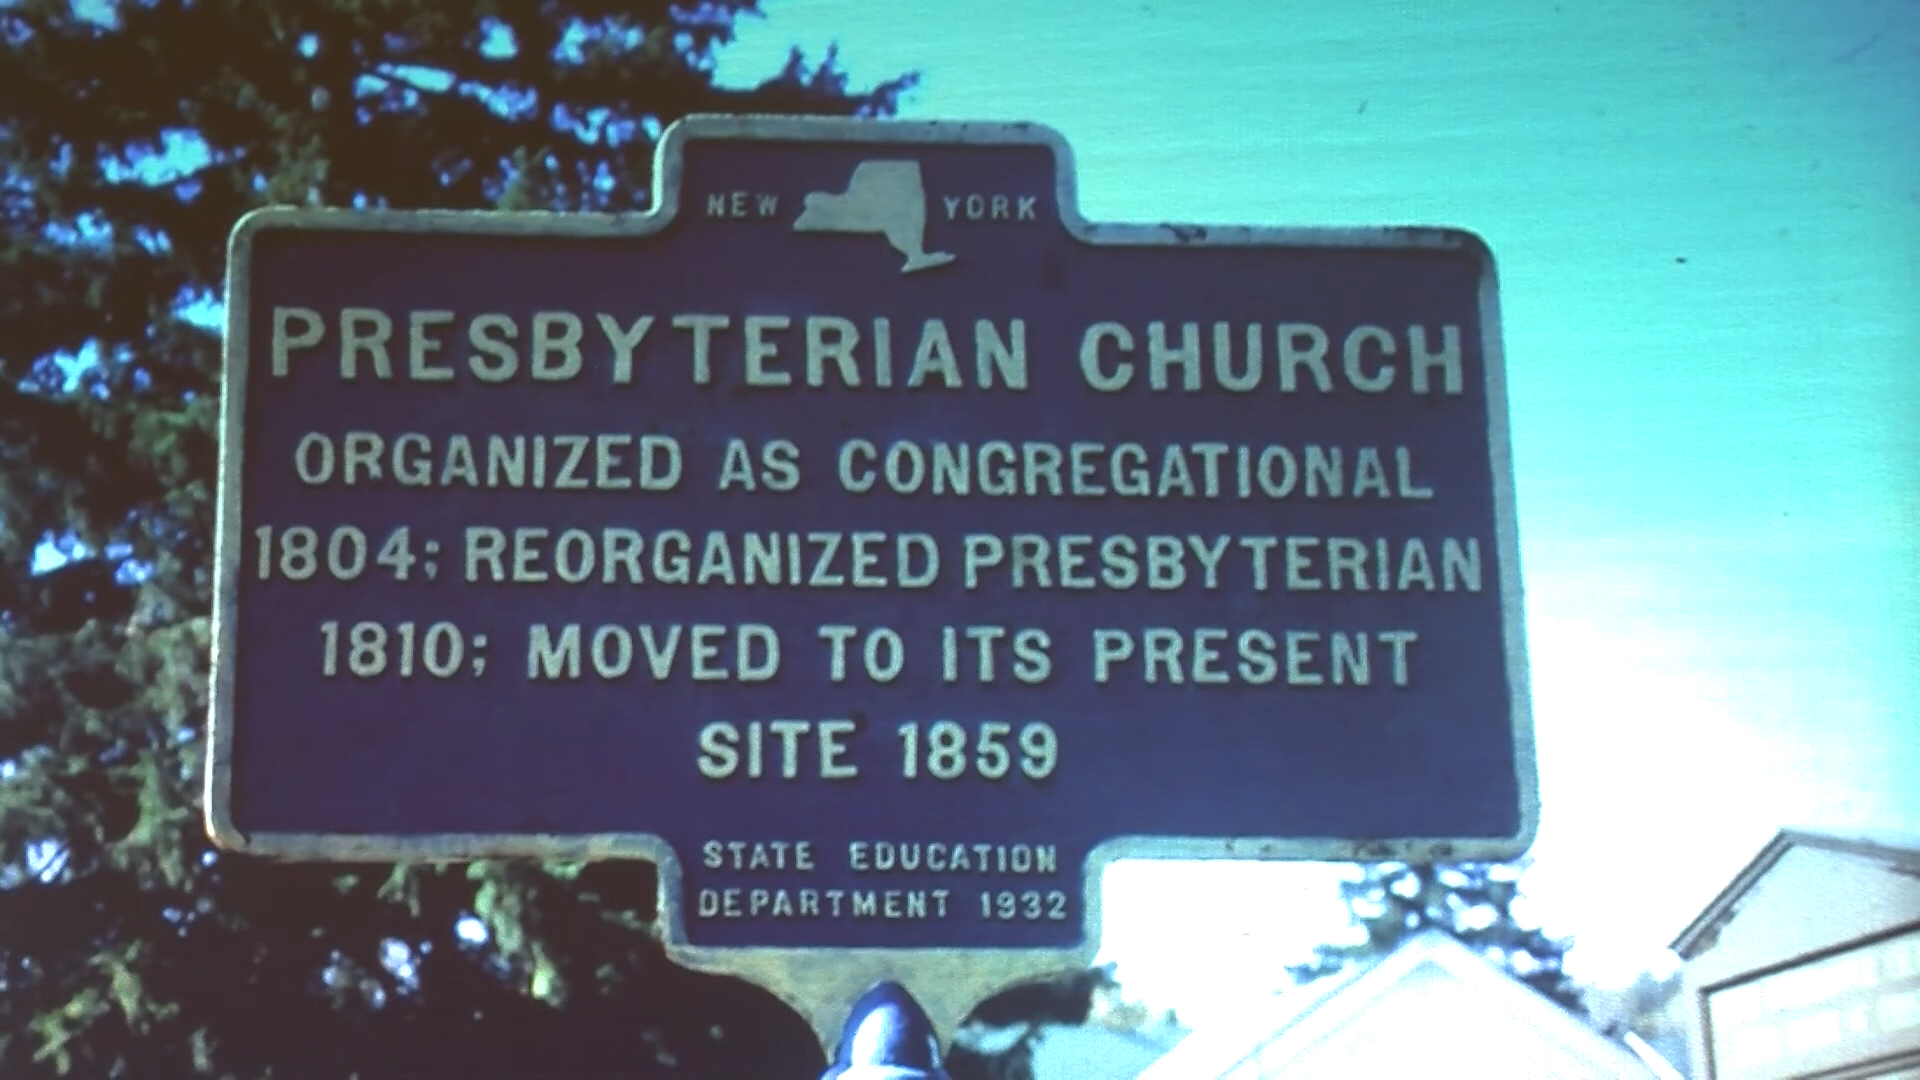 NEW YORK
PRESBYTERIAN CHURCH
ORGANIZED AS CONGREGATIONAL
1804; REORGANIZED PRESBYTERIAN
1810; MOVED TO ITS PRESENT
SITE 1859
STATE EDUCATION
DEPARTMENT 1932